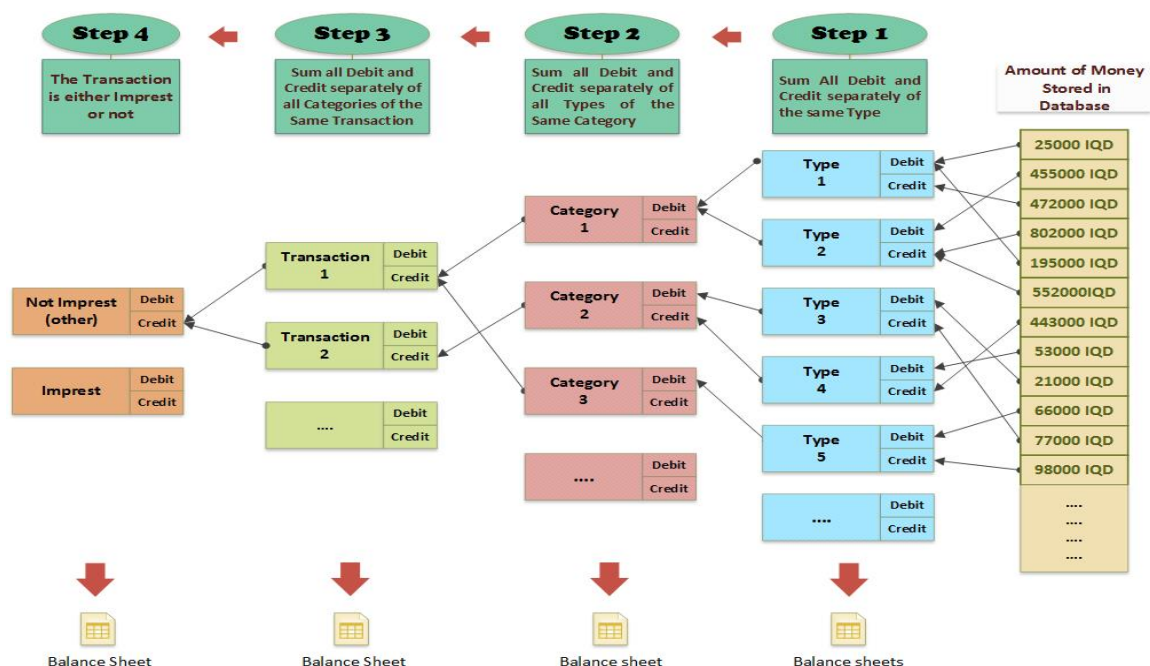 Step 4
Step 3
Step 2
Step 1
The Transaction
is either Imprest
or not
Sum all Debit and
Credit separately of
all Categories of the
Same Transaction
Sum all Debit and
Credit separately of
all Types of the
Same Category
Sum All Debit and
Credit separately of
the same Type
Amount of Money
Stored in
Database
Not Imprest
(other)
Debit
Credit
Imprest
Debit
Credit
Transaction
1
Debit
Credit
Transaction
2
Debit
Credit
....
Debit
Credit
Category
1
Debit
Credit
Category
2
Debit
Credit
Category
3
Debit
Credit
....
Debit
Credit
Type
1
Debit
Credit
Type
2
Debit
Credit
Type
3
Debit
Credit
Type
4
Debit
Credit
Type
5
Debit
Credit
....
Debit
Credit
25000 IQD
455000 IQD
472000 IQD
802000 IQD
195000 IQD
552000IQD
443000 IQD
53000 IQD
21000 IQD
66000 IQD
77000 IQD
98000 IQD
....
....
....
....
Balance Sheet
Balance Sheet
Balance sheet
Balance sheets